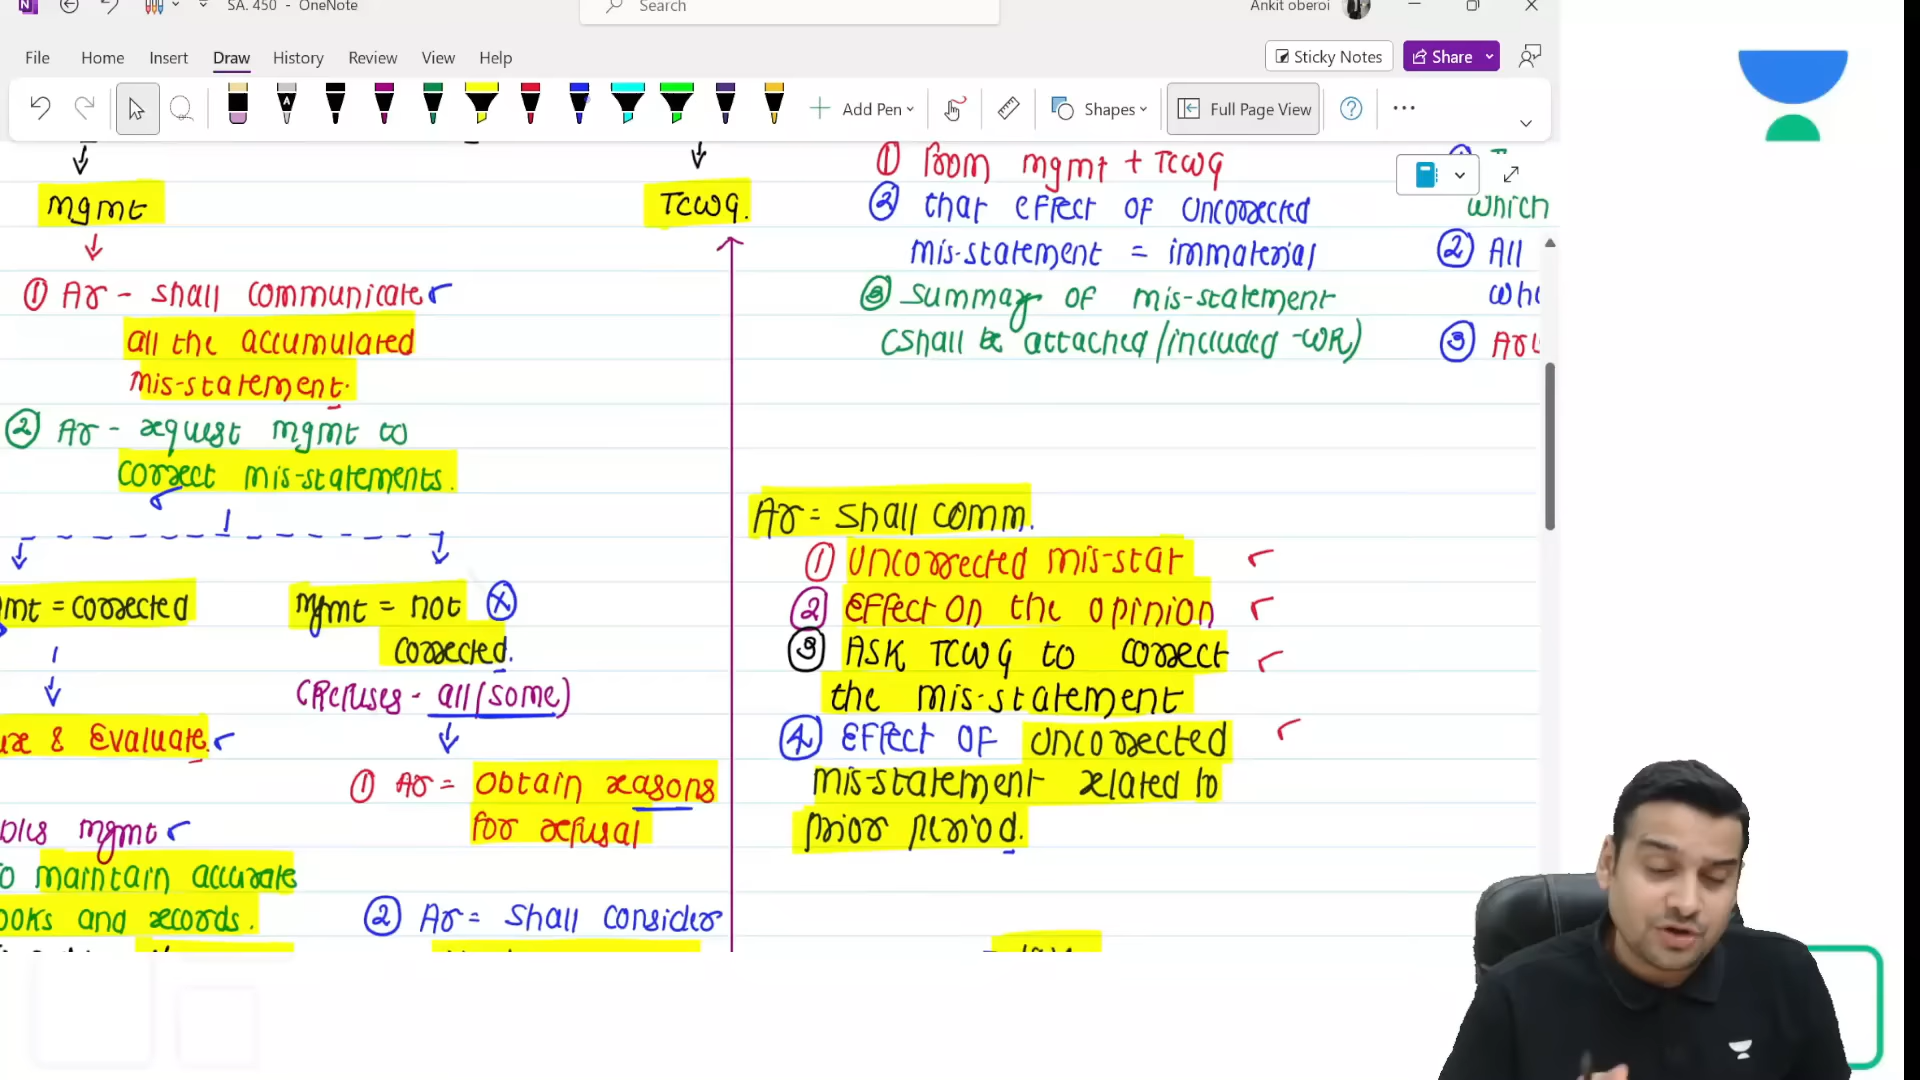 SA. 450 - OneNote
Search
Ankit oberoi
File Home Insert Draw History Review View Help
Sticky Notes
Share
Add Pen
Shapes
Full Page View
mgmt
① Ar - shall communicate
all the accumulated
mis-statement.
② Ar - request mgmt to
correct mis-statements.
mt = corrected
ure & Evaluate
mgmt
o maintain accurate
ooks and records.
mgmt = not
corrected.
(Refuses - all/some)
① Ar = obtain reasons
for refusal
② Ar = shall consider
TCWG.
① From mgmt + TCWG
② that effect of uncorrected
mis-statement = immaterial
③ summary of mis-statement
(shall be attached/included -WR)
which
② All
③
Ar = shall comm.
① uncorrected mis-stat
② Effect on the opinion
③ ASK TCWG to correct
the mis-statement
④ Effect of uncorrected
mis-statement related to
prior period.